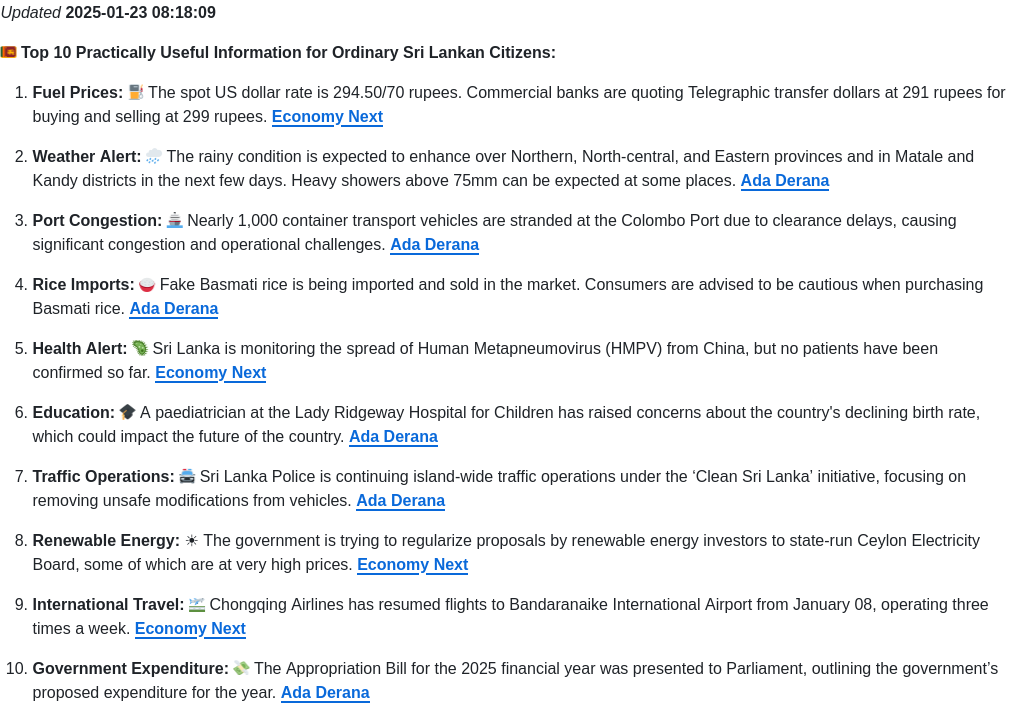 Updated 2025-01-23 08:18:09
🇱🇰 Top 10 Practically Useful Information for Ordinary Sri Lankan Citizens:
1. Fuel Prices: ⛽ The spot US dollar rate is 294.50/70 rupees. Commercial banks are quoting Telegraphic transfer dollars at 291 rupees for
buying and selling at 299 rupees. Economy Next
2. Weather Alert: 🌧 The rainy condition is expected to enhance over Northern, North-central, and Eastern provinces and in Matale and
Kandy districts in the next few days. Heavy showers above 75mm can be expected at some places. Ada Derana
3. Port Congestion: 🚢 Nearly 1,000 container transport vehicles are stranded at the Colombo Port due to clearance delays, causing
significant congestion and operational challenges. Ada Derana
4. Rice Imports: 🍚 Fake Basmati rice is being imported and sold in the market. Consumers are advised to be cautious when purchasing
Basmati rice. Ada Derana
5. Health Alert: 🦠 Sri Lanka is monitoring the spread of Human Metapneumovirus (HMPV) from China, but no patients have been
confirmed so far. Economy Next
6. Education: 🎓 A paediatrician at the Lady Ridgeway Hospital for Children has raised concerns about the country's declining birth rate,
which could impact the future of the country. Ada Derana
7. Traffic Operations: 🚔 Sri Lanka Police is continuing island-wide traffic operations under the ‘Clean Sri Lanka’ initiative, focusing on
removing unsafe modifications from vehicles. Ada Derana
8. Renewable Energy: ☀ The government is trying to regularize proposals by renewable energy investors to state-run Ceylon Electricity
Board, some of which are at very high prices. Economy Next
9. International Travel: 🛫 Chongqing Airlines has resumed flights to Bandaranaike International Airport from January 08, operating three
times a week. Economy Next
10. Government Expenditure: 💸 The Appropriation Bill for the 2025 financial year was presented to Parliament, outlining the government’s
proposed expenditure for the year. Ada Derana